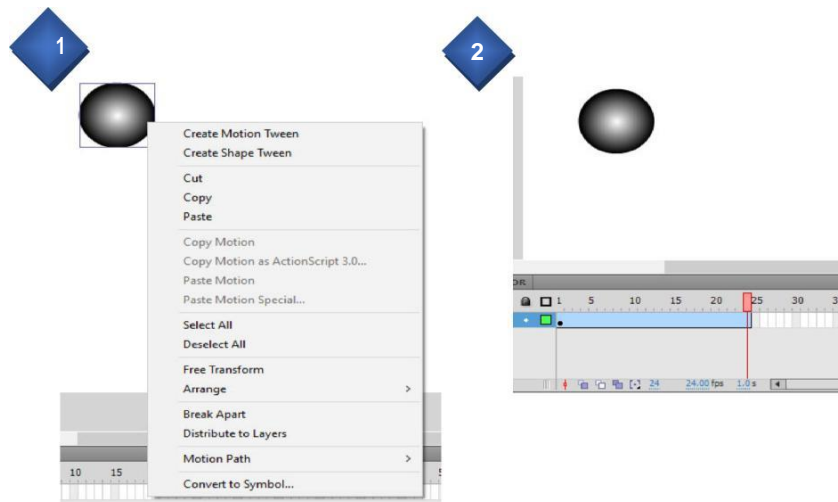 1
Create Motion Tween
Create Shape Tween
Cut
Copy
Paste
Copy Motion
Copy Motion as ActionScript 3.0...
Paste Motion
Paste Motion Special...
Select All
Deselect All
Free Transform
Arrange >
Break Apart
Distribute to Layers
Motion Path >
Convert to Symbol...
10 15
2
OR
1 5 10 15 20 25 30 3
24 24.00 fps 1.0 s